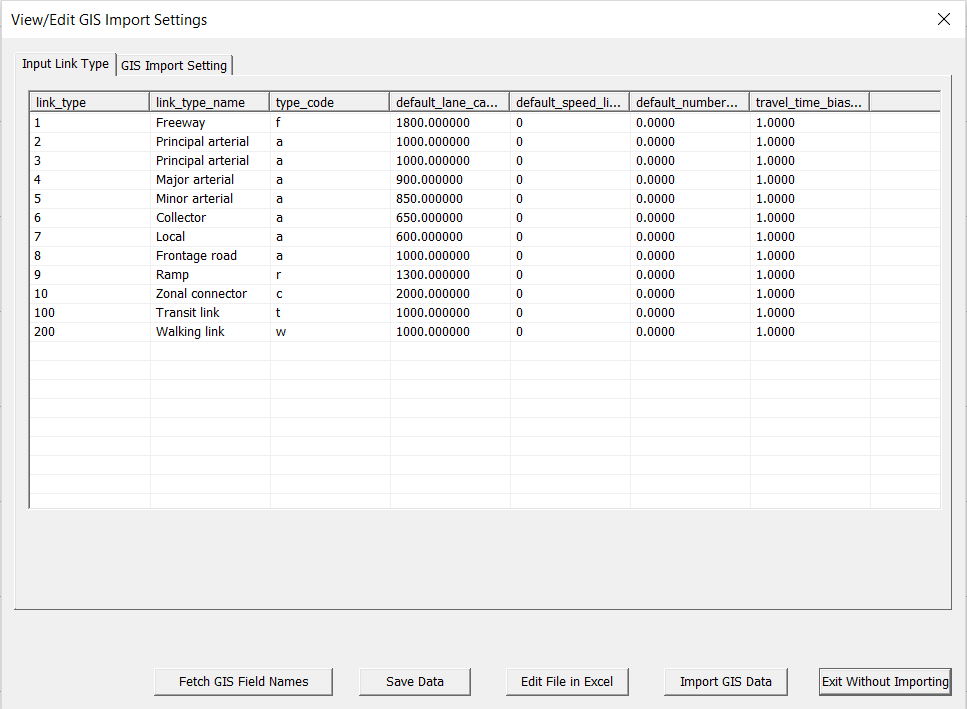 View/Edit GIS Import Settings
Input Link Type GIS Import Setting
link_type link_type_name type_code default_lane_ca... default_speed_li... default_number... travel_time_bias...
1 Freeway f 1800.000000 0 0.0000 1.0000
2 Principal arterial a 1000.000000 0 0.0000 1.0000
3 Principal arterial a 1000.000000 0 0.0000 1.0000
4 Major arterial a 900.000000 0 0.0000 1.0000
5 Minor arterial a 850.000000 0 0.0000 1.0000
6 Collector a 650.000000 0 0.0000 1.0000
7 Local a 600.000000 0 0.0000 1.0000
8 Frontage road a 1000.000000 0 0.0000 1.0000
9 Ramp r 1300.000000 0 0.0000 1.0000
10 Zonal connector c 2000.000000 0 0.0000 1.0000
100 Transit link t 1000.000000 0 0.0000 1.0000
200 Walking link w 1000.000000 0 0.0000 1.0000
Fetch GIS Field Names Save Data Edit File in Excel Import GIS Data Exit Without Importing